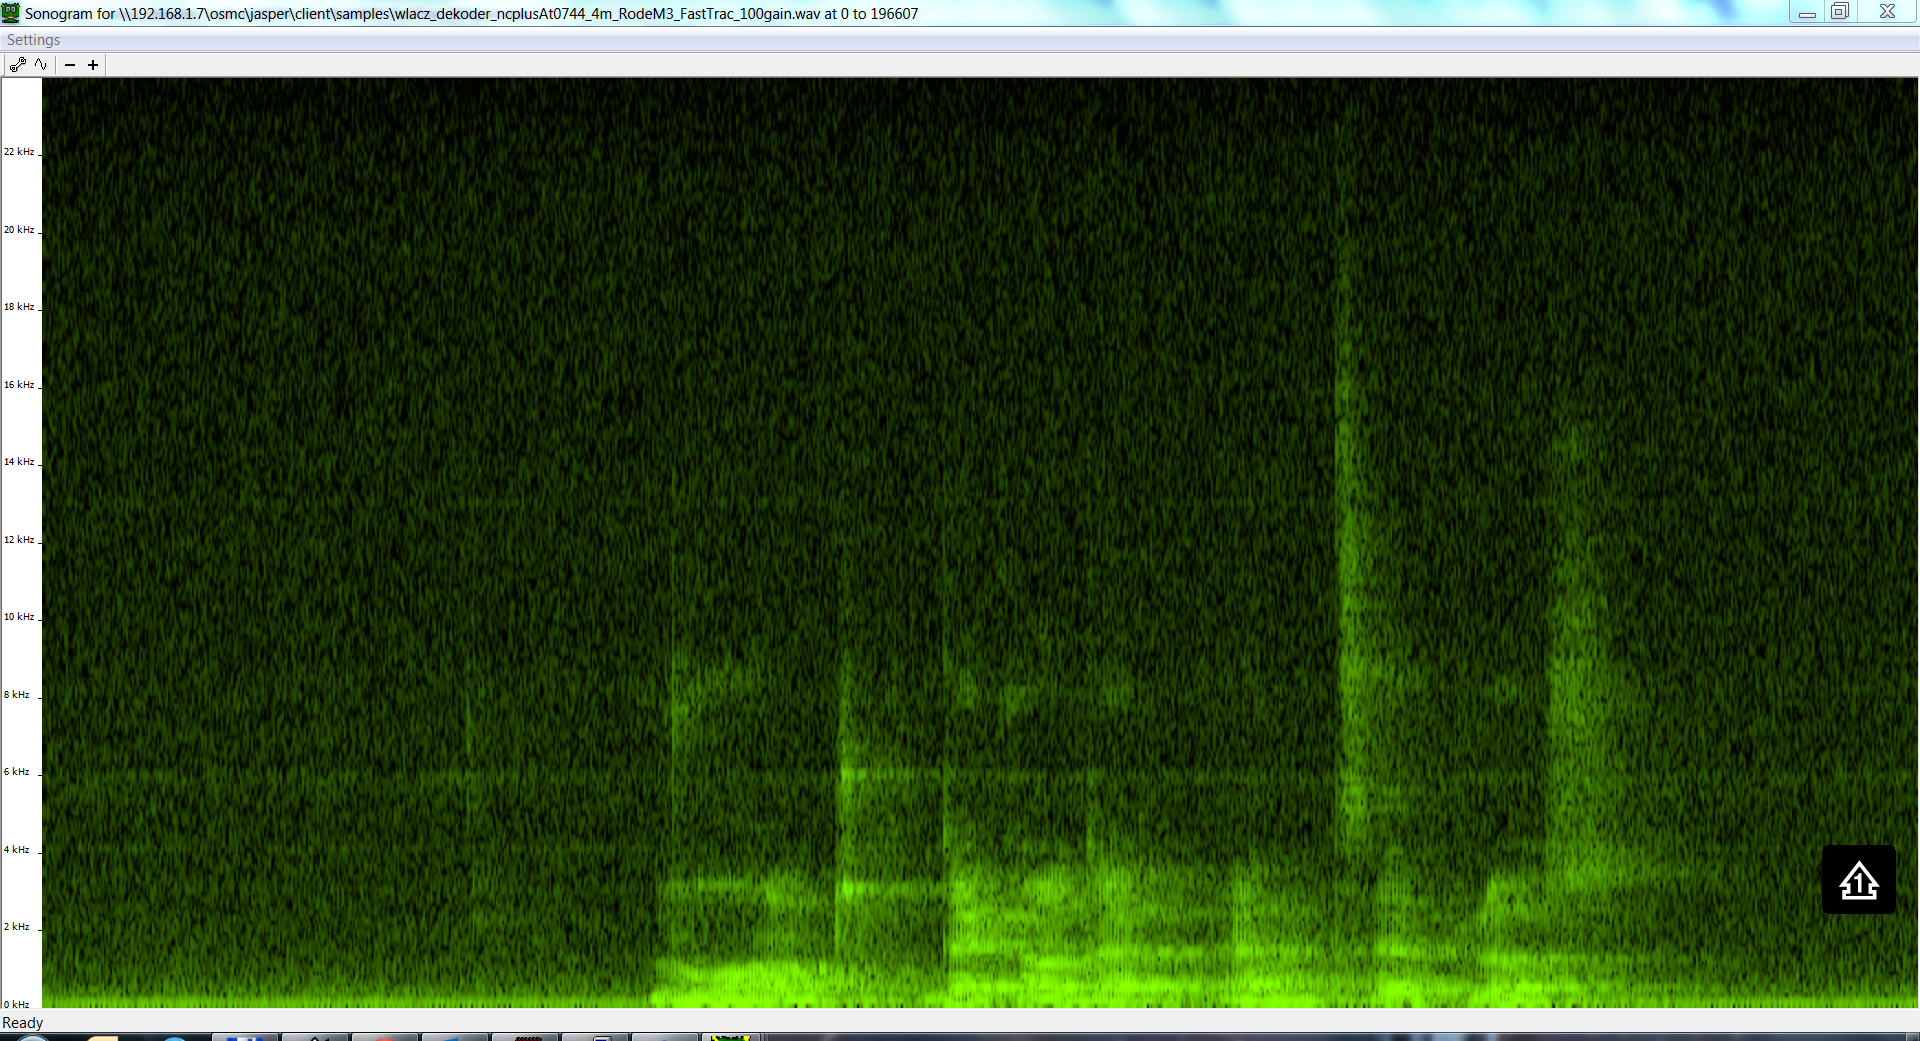 Sonogram for \\192.168.1.7\osmc\jasper\client\samples\wlacz_dekoder_ncplusAt0744_4m_RodeM3_FastTrac_100gain.wav at 0 to 196607
Settings
22 kHz
20 kHz
18 kHz
16 kHz
14 kHz
12 kHz
10 kHz
8 kHz
6 kHz
4 kHz
1
2 kHz
0 kHz
Ready